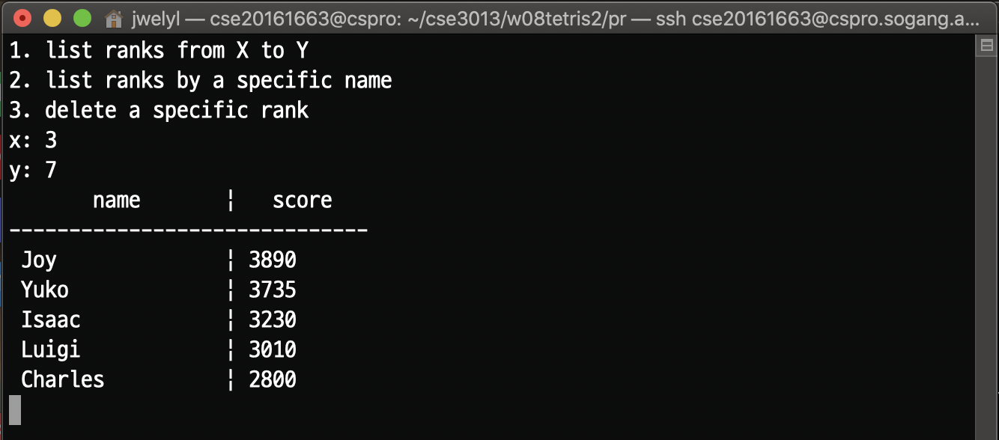 jwelyl — cse20161663@cspro: ~/cse3013/w08tetris2/pr — ssh cse20161663@cspro.sogang.a...
1. list ranks from X to Y
2. list ranks by a specific name
3. delete a specific rank
x: 3
y: 7
name ¦ score
------------------------------
Joy ¦ 3890
Yuko ¦ 3735
Isaac ¦ 3230
Luigi ¦ 3010
Charles ¦ 2800